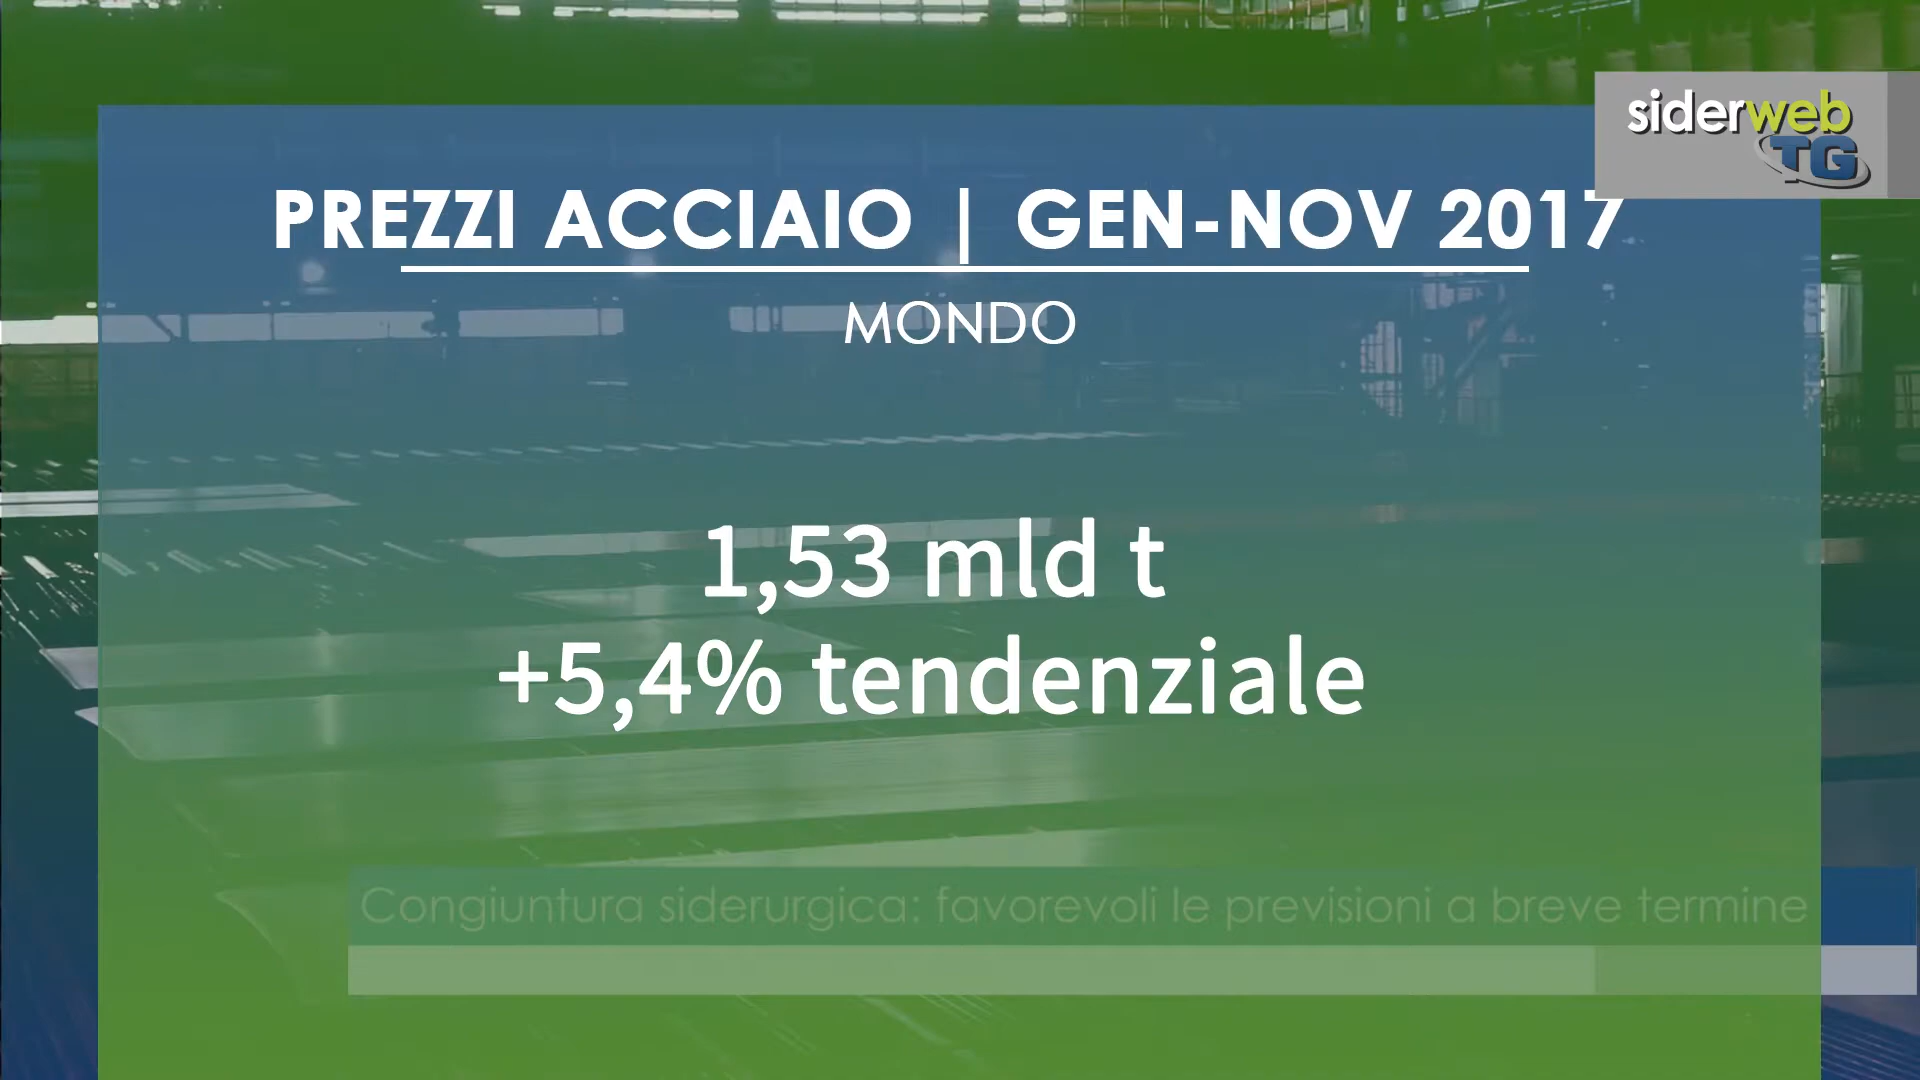 siderweb
TG
PREZZI ACCIAIO | GEN-NOV 2017
MONDO
1,53 mld t
+5,4% tendenziale
Congiuntura siderurgica: favorevoli le previsioni a breve termine